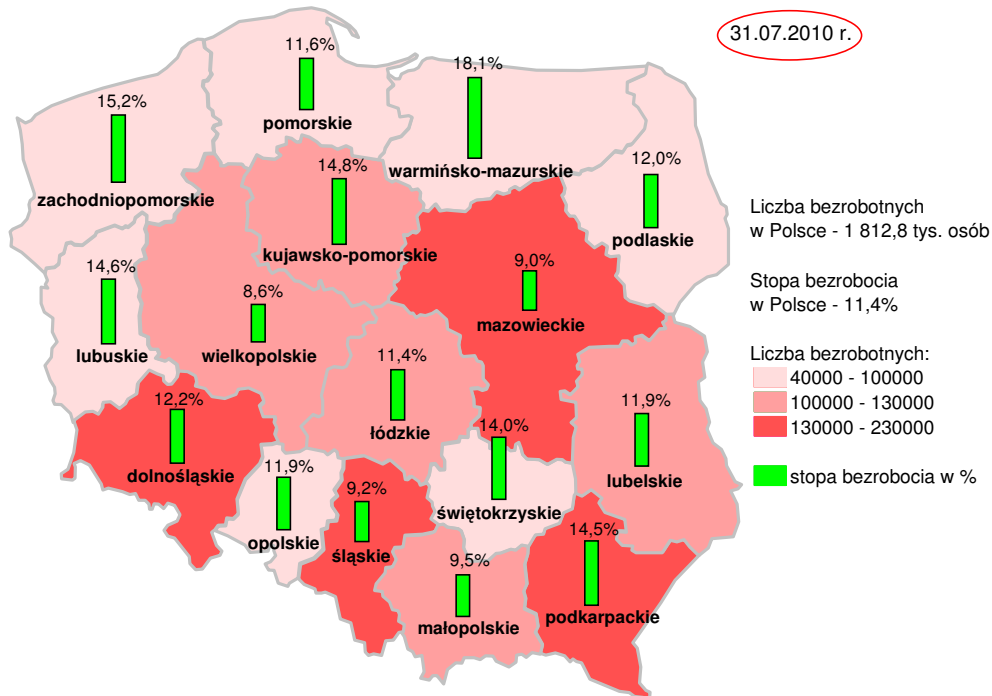 31.07.2010 r.
11,6%
pomorskie
18,1%
warmińsko-mazurskie
15,2%
zachodniopomorskie
14,8%
kujawsko-pomorskie
12,0%
podlaskie
9,0%
mazowieckie
14,6%
lubuskie
8,6%
wielkopolskie
11,4%
łódzkie
12,2%
dolnośląskie
11,9%
opolskie
9,2%
śląskie
14,0%
świętokrzyskie
11,9%
lubelskie
9,5%
małopolskie
14,5%
podkarpackie
Liczba bezrobotnych
w Polsce - 1 812,8 tys. osób
Stopa bezrobocia
w Polsce - 11,4%
Liczba bezrobotnych:
40000 - 100000
100000 - 130000
130000 - 230000
stopa bezrobocia w %